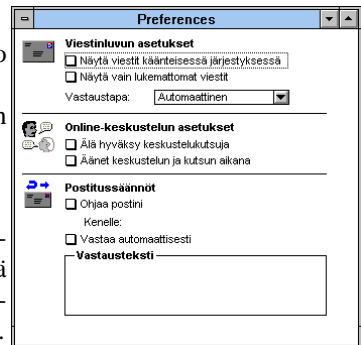 Preferences
Viestinluvun asetukset
Näytä viestit käänteisessä järjestyksessä
Näytä vain lukemattomat viestit
Vastaustapa: Automaattinen
Online-keskustelun asetukset
Älä hyväksy keskustelukutsuja
Äänet keskustelun ja kutsun aikana
Postitussäännöt
Ohjaa postini
Kenelle:
Vastaa automaattisesti
Vastausteksti